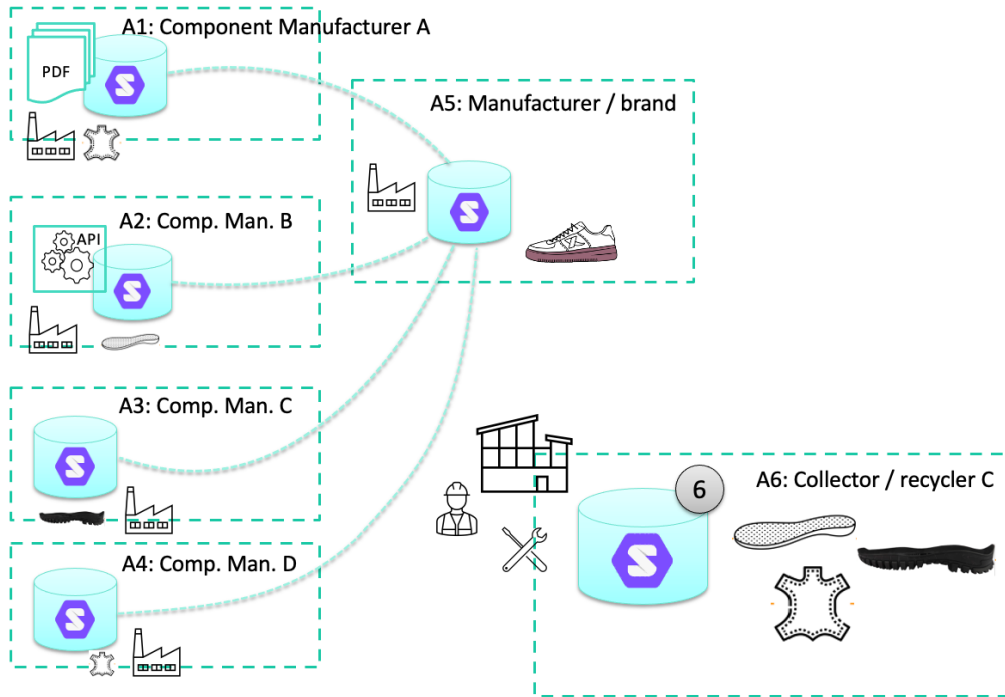 A1: Component Manufacturer A
PDF
A5: Manufacturer / brand
A2: Comp. Man. B
API
A3: Comp. Man. C
6
A6: Collector / recycler C
A4: Comp. Man. D